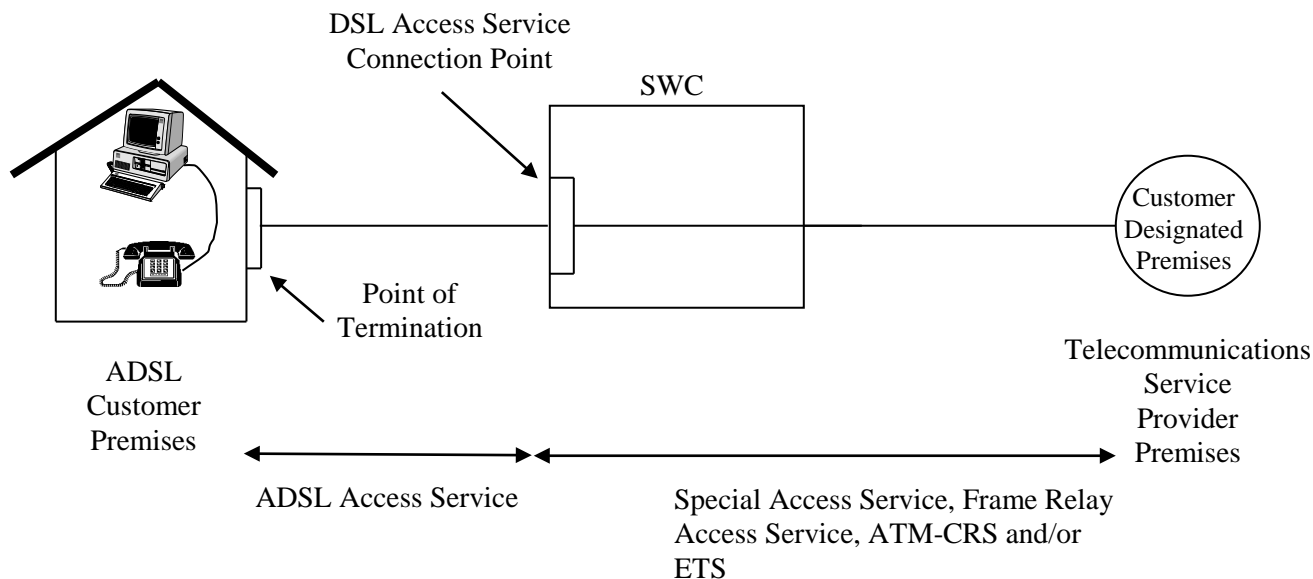 DSL Access Service
Connection Point
SWC
Customer
Designated
Premises
Point of
Termination
ADSL
Customer
Premises
Telecommunications
Service
Provider
Premises
ADSL Access Service
Special Access Service, Frame Relay
Access Service, ATM-CRS and/or
ETS